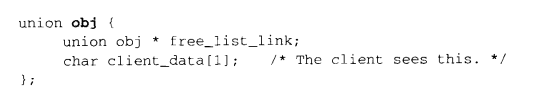 union obj {
    union obj * free_list_link;
    char client_data[1];    /* The client sees this. */
};